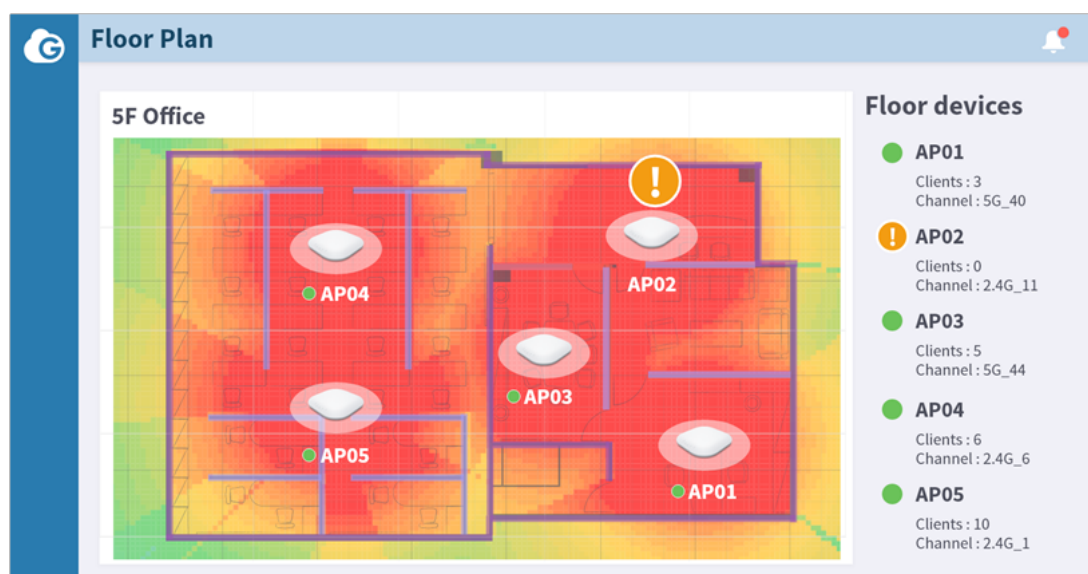 Floor Plan
5F Office
AP04
AP02
AP03
AP05
AP01
Floor devices
AP01
Clients : 3
Channel : 5G_40
AP02
Clients : 0
Channel : 2.4G_11
AP03
Clients : 5
Channel : 5G_44
AP04
Clients : 6
Channel : 2.4G_6
AP05
Clients : 10
Channel : 2.4G_1